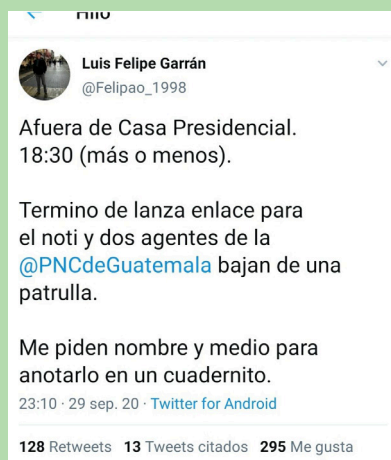 Hilo
Luis Felipe Garrán
@Felipao_1998
Afuera de Casa Presidencial.
18:30 (más o menos).
Termino de lanza enlace para
el noti y dos agentes de la
@PNCdeGuatemala bajan de una
patrulla.
Me piden nombre y medio para
anotarlo en un cuadernito.
23:10 · 29 sep. 20 · Twitter for Android
128 Retweets 13 Tweets citados 295 Me gusta